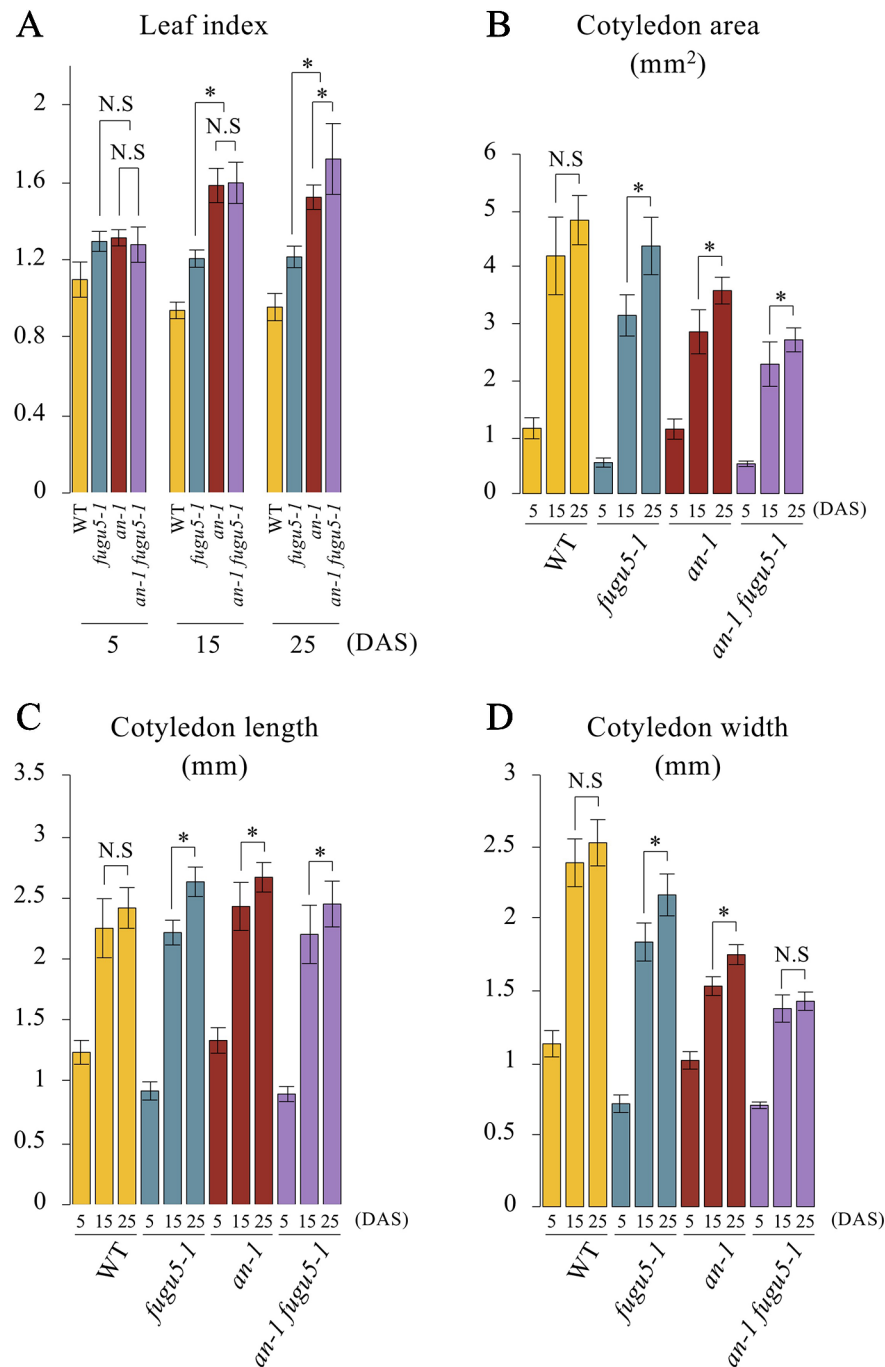 A
Leaf index
2
1.6
1.2
0.8
0.4
0
N.S
N.S
*
N.S
*
*
WT
fugu5-1
an-1
an-1 fugu5-1
WT
fugu5-1
an-1
an-1 fugu5-1
WT
fugu5-1
an-1
an-1 fugu5-1
5 15 25 (DAS)
B
Cotyledon area
(mm²)
6
5
4
3
2
1
0
N.S
*
*
*
5 15 25 5 15 25 5 15 25 5 15 25 (DAS)
WT
fugu5-1
an-1
an-1 fugu5-1
C
Cotyledon length
(mm)
3.5
3
2.5
2
1.5
1
0.5
0
N.S
*
*
*
5 15 25 5 15 25 5 15 25 5 15 25 (DAS)
WT
fugu5-1
an-1
an-1 fugu5-1
D
Cotyledon width
(mm)
3
2.5
2
1.5
1
0.5
0
N.S
*
*
N.S
5 15 25 5 15 25 5 15 25 5 15 25 (DAS)
WT
fugu5-1
an-1
an-1 fugu5-1